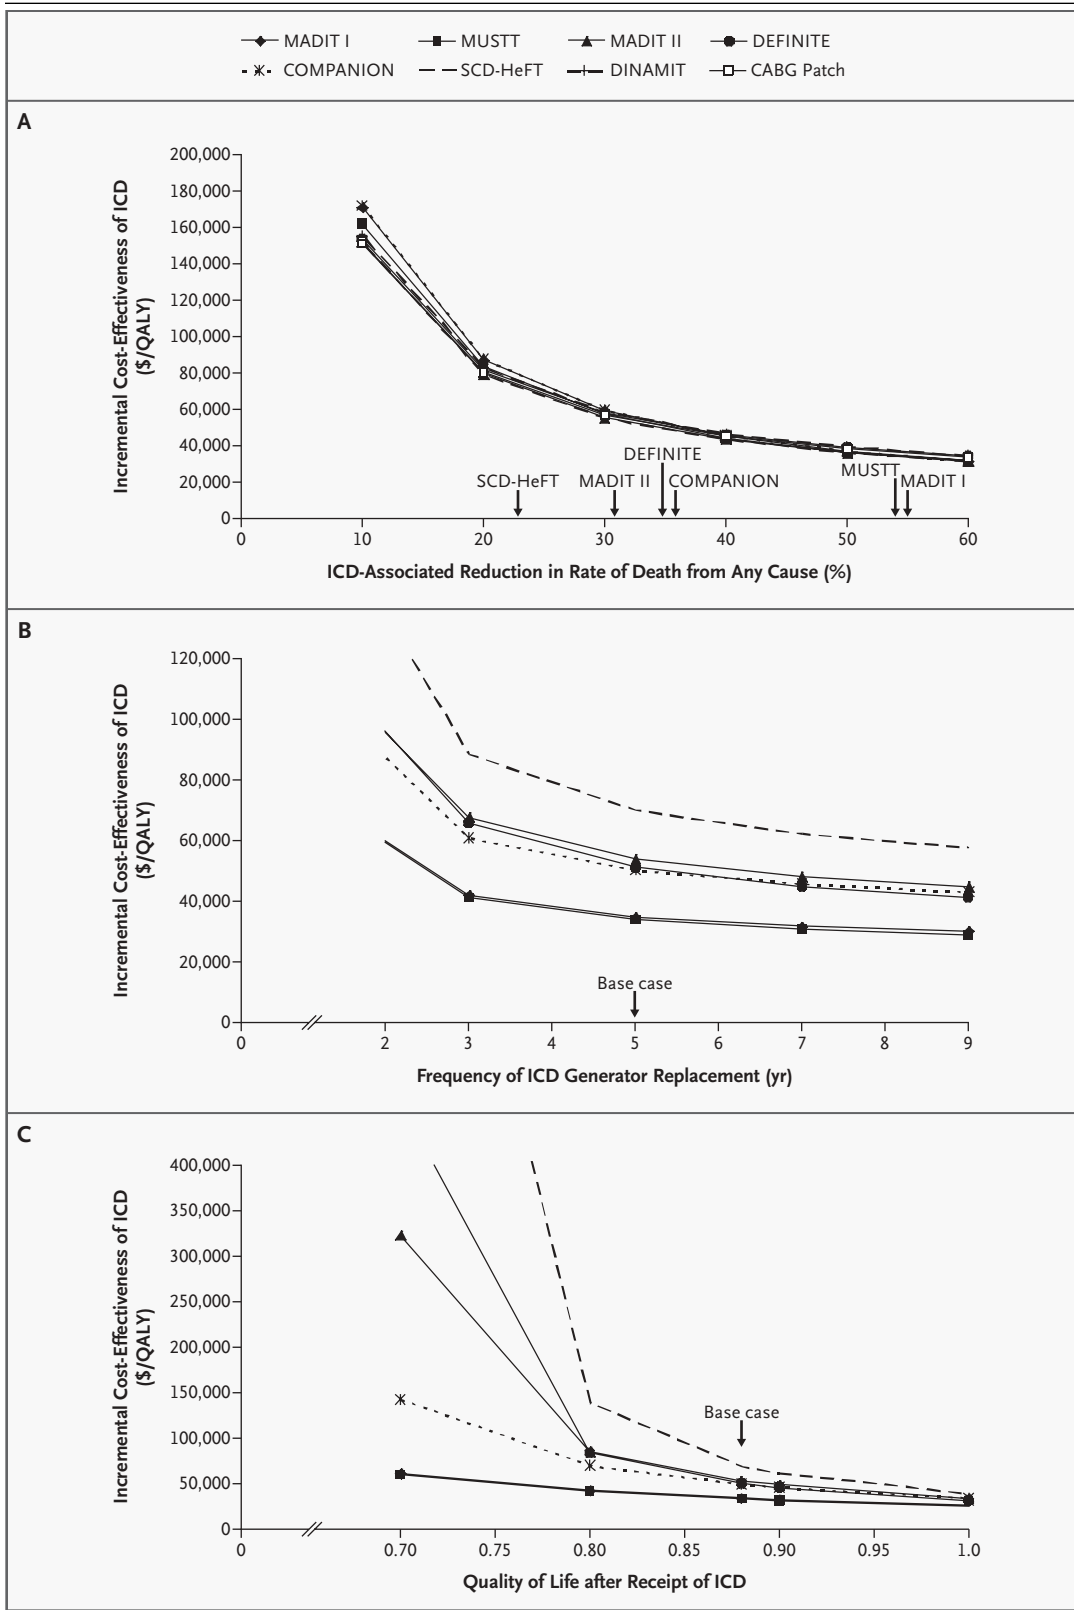 MADIT I MUSTT MADIT II DEFINITE
COMPANION SCD-HeFT DINAMIT CABG Patch
A
Incremental Cost-Effectiveness of ICD
($/QALY)
200,000
180,000
160,000
140,000
120,000
100,000
80,000
60,000
40,000
20,000
0
DEFINITE
MUSTT
SCD-HeFT MADIT II COMPANION MADIT I
0 10 20 30 40 50 60
ICD-Associated Reduction in Rate of Death from Any Cause (%)
B
Incremental Cost-Effectiveness of ICD
($/QALY)
120,000
100,000
80,000
60,000
40,000
20,000
0
Base case
0 2 3 4 5 6 7 8 9
Frequency of ICD Generator Replacement (yr)
C
Incremental Cost-Effectiveness of ICD
($/QALY)
400,000
350,000
300,000
250,000
200,000
150,000
100,000
50,000
0
Base case
0 0.70 0.75 0.80 0.85 0.90 0.95 1.0
Quality of Life after Receipt of ICD